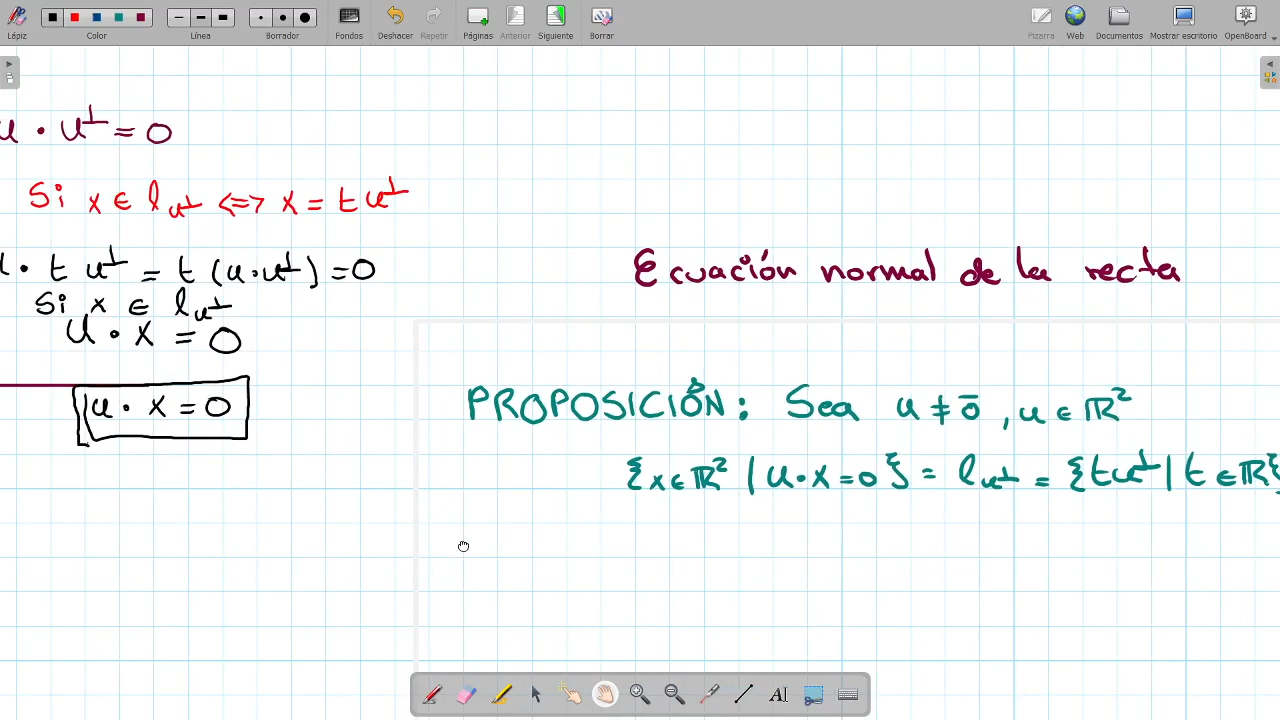 Lápiz Color Línea Borrador Fondos Deshacer Repetir Páginas Anterior Siguiente Borrar Pizarra Web Documentos Mostrar escritorio OpenBoard
u · u⊥ = 0
Si x ∈ l_u⊥ <=> x = t u⊥
u · t u⊥ = t (u · u⊥) = 0
Si x ∈ l_u⊥
u · x = 0
u · x = 0
Ecuación normal de la recta
PROPOSICIÓN: Sea u ≠ 0̄, u ∈ ℝ²
{x ∈ ℝ² | u · x = 0} = l_u⊥ = {tu⊥ | t ∈ ℝ}